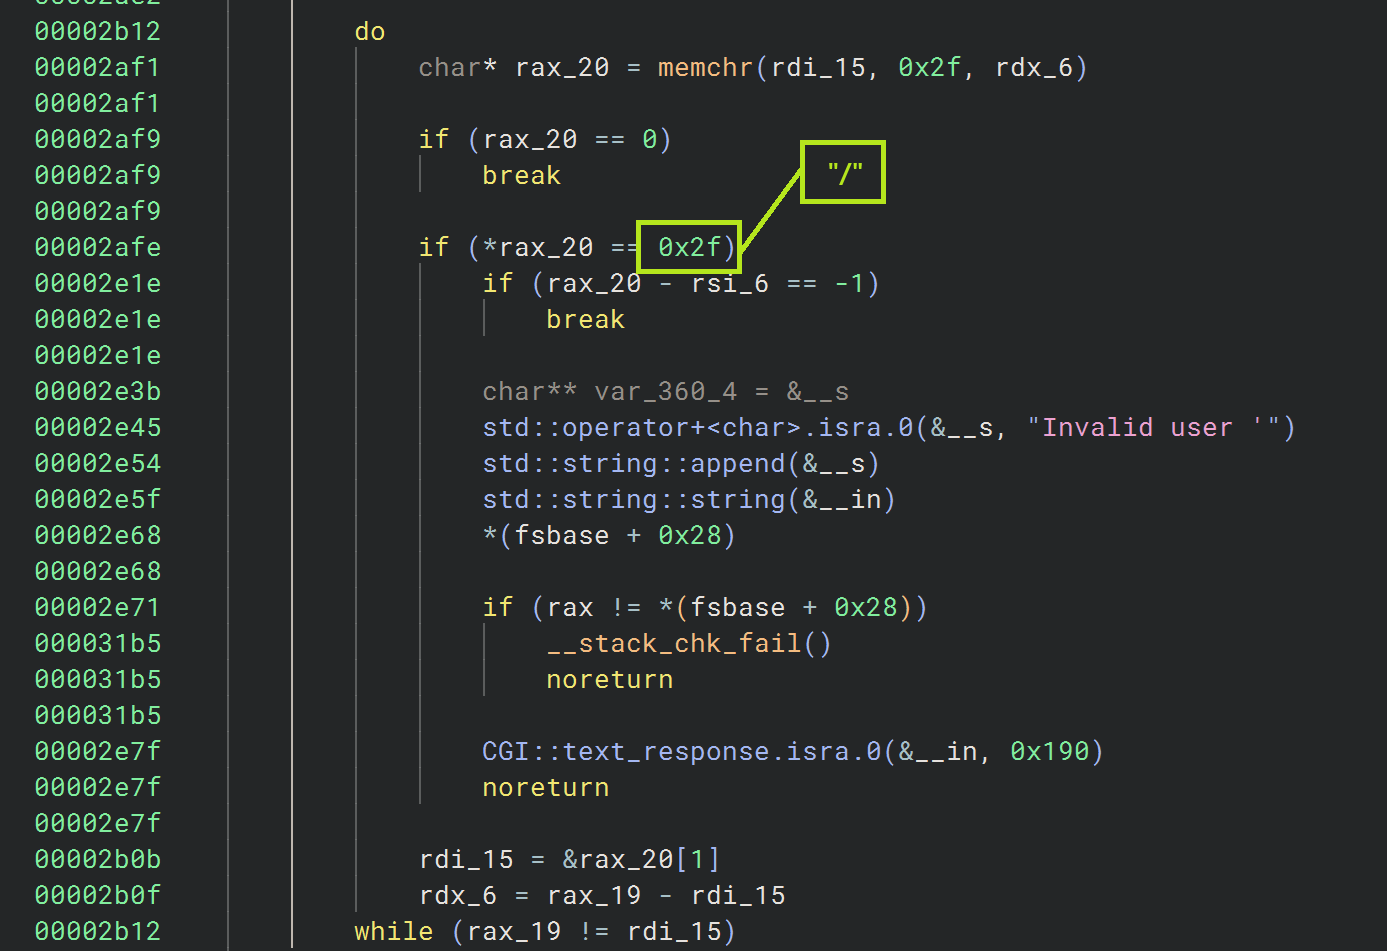 00002b12 do
00002af1 char* rax_20 = memchr(rdi_15, 0x2f, rdx_6)
00002af1
00002af9 if (rax_20 == 0)
00002af9 break
"/"
00002af9
00002afe if (*rax_20 == 0x2f)
00002e1e if (rax_20 - rsi_6 == -1)
00002e1e break
00002e1e
00002e3b char** var_360_4 = &__s
00002e45 std::operator+<char>.isra.0(&__s, "Invalid user '")
00002e54 std::string::append(&__s)
00002e5f std::string::string(&__in)
00002e68 *(fsbase + 0x28)
00002e68
00002e71 if (rax != *(fsbase + 0x28))
000031b5 __stack_chk_fail()
000031b5 noreturn
000031b5
00002e7f CGI::text_response.isra.0(&__in, 0x190)
00002e7f noreturn
00002e7f
00002b0b rdi_15 = &rax_20[1]
00002b0f rdx_6 = rax_19 - rdi_15
00002b12 while (rax_19 != rdi_15)